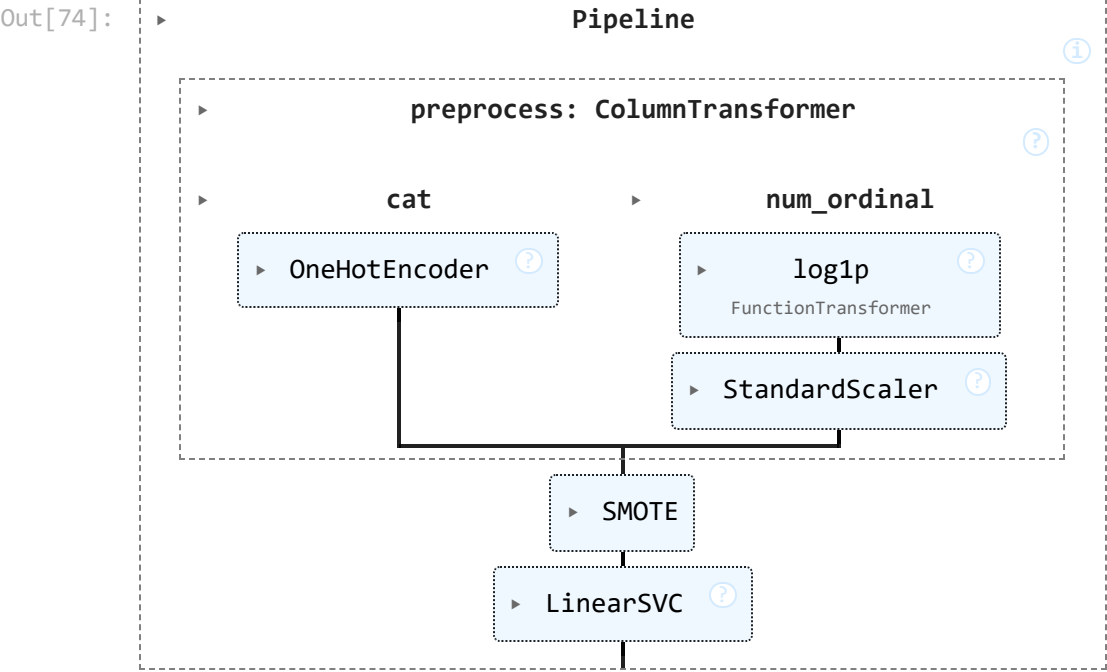 Out[74]:
Pipeline
i
preprocess: ColumnTransformer
?
cat num_ordinal
OneHotEncoder ? log1p ?
FunctionTransformer
StandardScaler ?
SMOTE
LinearSVC ?